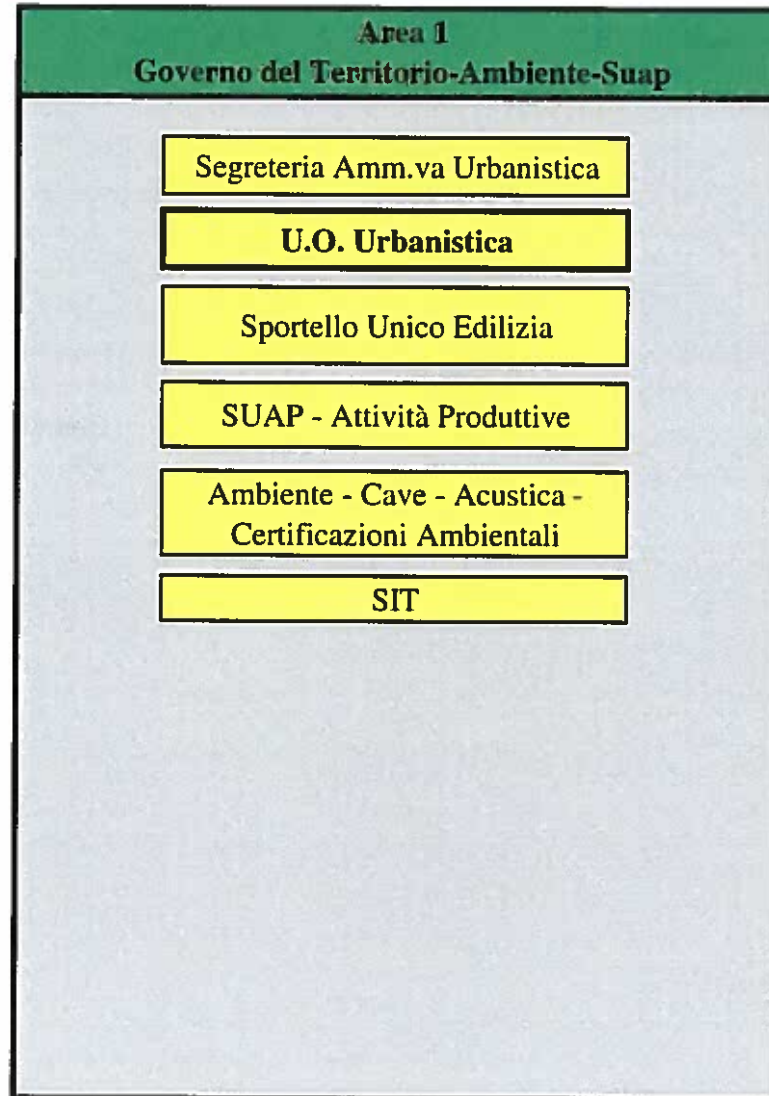 Area 1
Governo del Territorio-Ambiente-Suap
Segreteria Amm.va Urbanistica
U.O. Urbanistica
Sportello Unico Edilizia
SUAP - Attività Produttive
Ambiente - Cave - Acustica -
Certificazioni Ambientali
SIT